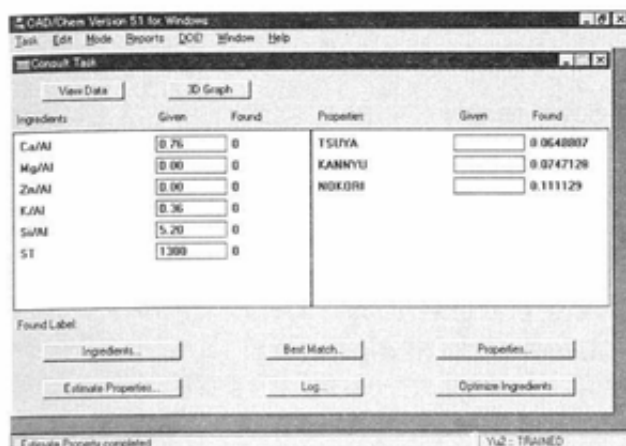 CAD/Chem Version 5.1 for Windows
Task Edit Mode Reports DOD Window Help
Consult Task
View Data 3D Graph
Ingredients Given Found Properties Given Found
Ca/Al 0.76 0 TSUYA 0.0648807
Mg/Al 0.00 0 KANNYU 0.0747128
Zn/Al 0.00 0 NOKORI 0.111129
K/Al 0.36 0
Si/Al 5.20 0
ST 1300 0
Found Label:
Ingredients... Best Match... Properties...
Estimate Properties... Log... Optimize Ingredients
Estimate Property completed Yu2 : TRAINED